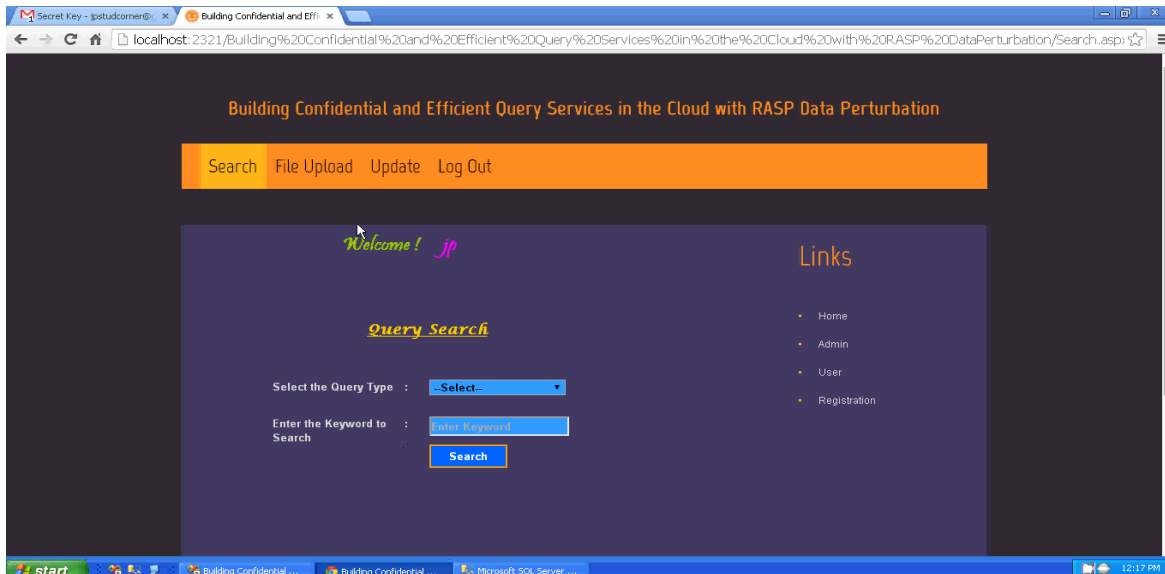 Secret Key - jpstudcorner@
Building Confidential and Effi
localhost:2321/Building%20Confidential%20and%20Efficient%20Query%20Services%20in%20the%20Cloud%20with%20RASP%20DataPerturbation/Search.asp
Building Confidential and Efficient Query Services in the Cloud with RASP Data Perturbation
Search File Upload Update Log Out
Welcome ! jp
Links
Query Search
Home
Admin
User
Registration
Select the Query Type : --Select--
Enter the Keyword to Search : Enter Keyword
Search
start
Building Confidential ...
Building Confidential ...
Microsoft SQL Server ...
12:17 PM